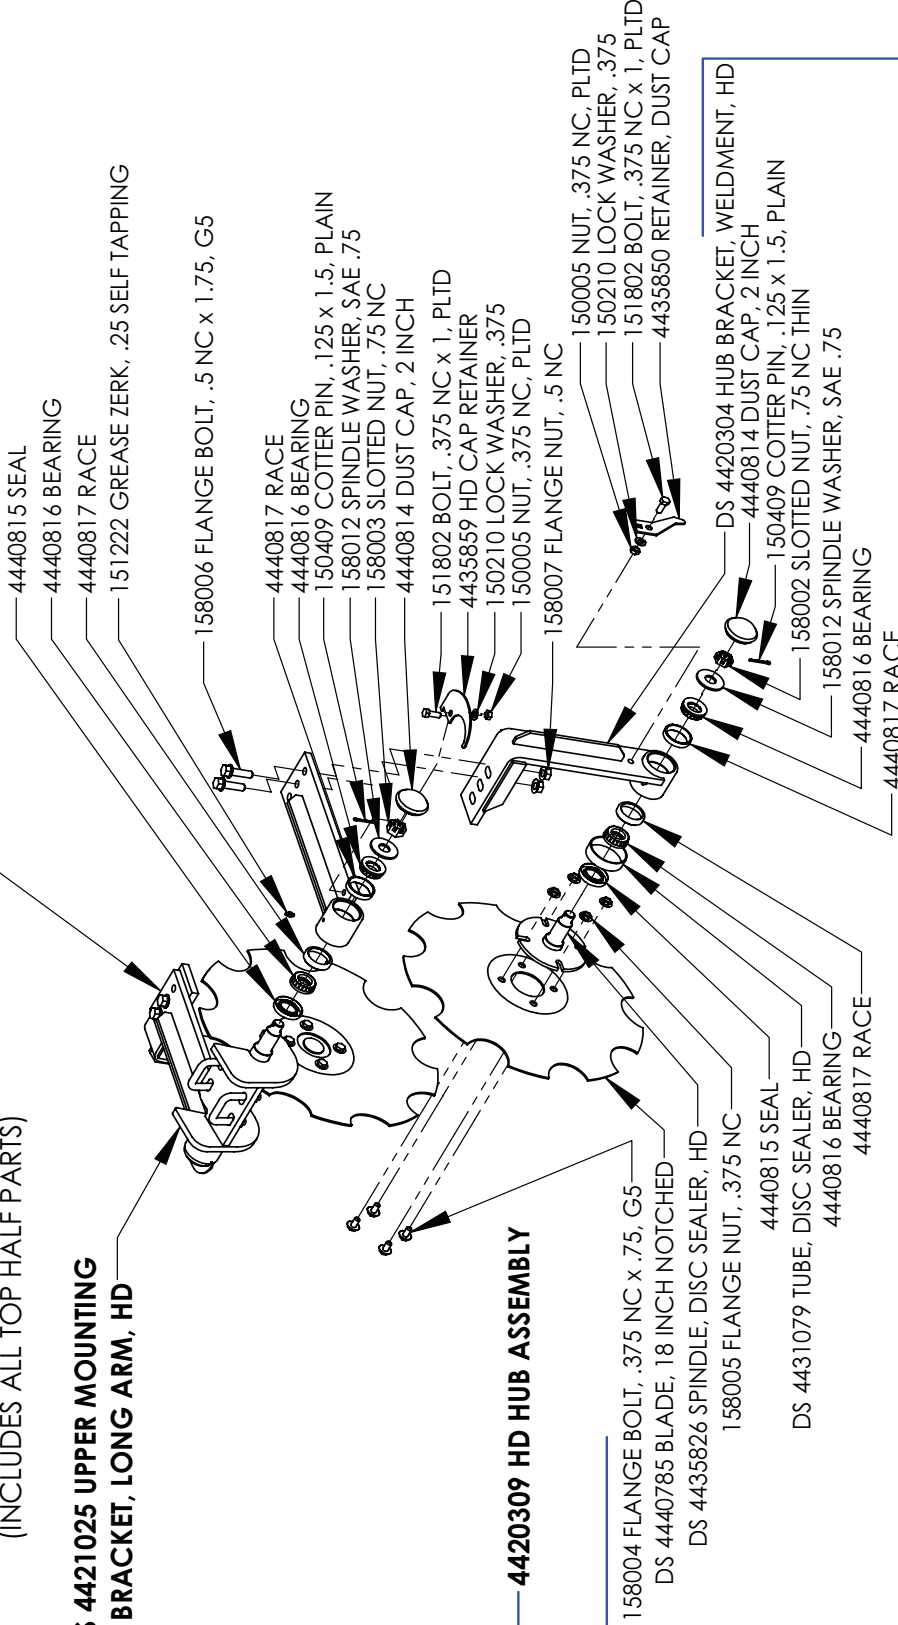 (INCLUDES ALL TOP HALF PARTS)
4421025 UPPER MOUNTING
BRACKET, LONG ARM, HD
4440815 SEAL
4440816 BEARING
4440817 RACE
151222 GREASE ZERK, .25 SELF TAPPING
158006 FLANGE BOLT, .5 NC x 1.75, G5
4440817 RACE
4440816 BEARING
150409 COTTER PIN, .125 x 1.5, PLAIN
158012 SPINDLE WASHER, SAE .75
158003 SLOTTED NUT, .75 NC
4440814 DUST CAP, 2 INCH
151802 BOLT, .375 NC x 1, PLTD
4435859 HD CAP RETAINER
150210 LOCK WASHER, .375
150005 NUT, .375 NC, PLTD
158007 FLANGE NUT, .5 NC
150005 NUT, .375 NC, PLTD
150210 LOCK WASHER, .375
151802 BOLT, .375 NC x 1, PLTD
4435850 RETAINER, DUST CAP
DS 4420304 HUB BRACKET, WELDMENT, HD
4440814 DUST CAP, 2 INCH
150409 COTTER PIN, .125 x 1.5, PLAIN
158002 SLOTTED NUT, .75 NC THIN
158012 SPINDLE WASHER, SAE .75
4440816 BEARING
4440817 RACE
4420309 HD HUB ASSEMBLY
158004 FLANGE BOLT, .375 NC x .75, G5
DS 4440785 BLADE, 18 INCH NOTCHED
DS 4435826 SPINDLE, DISC SEALER, HD
158005 FLANGE NUT, .375 NC
4440815 SEAL
DS 4431079 TUBE, DISC SEALER, HD
4440816 BEARING
4440817 RACE